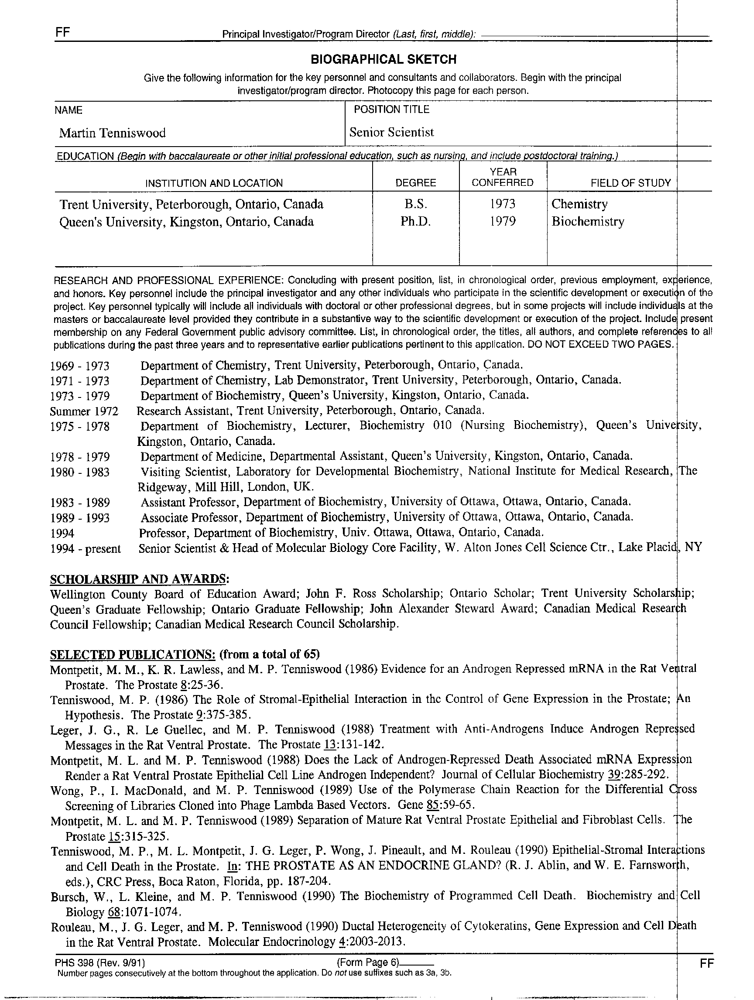 FF
Principal Investigator/Program Director (Last, first, middle):
BIOGRAPHICAL SKETCH
Give the following information for the key personnel and consultants and collaborators. Begin with the principal
investigator/program director. Photocopy this page for each person.
NAME
POSITION TITLE
Martin Tenniswood
Senior Scientist
EDUCATION (Begin with baccalaureate or other initial professional education, such as nursing, and include postdoctoral training.)
INSTITUTION AND LOCATION
DEGREE
YEAR
CONFERRED
FIELD OF STUDY
Trent University, Peterborough, Ontario, Canada B.S. 1973 Chemistry
Queen's University, Kingston, Ontario, Canada Ph.D. 1979 Biochemistry
RESEARCH AND PROFESSIONAL EXPERIENCE: Concluding with present position, list, in chronological order, previous employment, experience,
and honors. Key personnel include the principal investigator and any other individuals who participate in the scientific development or execution of the
project. Key personnel typically will include all individuals with doctoral or other professional degrees, but in some projects will include individuals at the
masters or baccalaureate level provided they contribute in a substantive way to the scientific development or execution of the project. Include present
membership on any Federal Government public advisory committee. List, in chronological order, the titles, all authors, and complete references to all
publications during the past three years and to representative earlier publications pertinent to this application. DO NOT EXCEED TWO PAGES.
1969 - 1973 Department of Chemistry, Trent University, Peterborough, Ontario, Canada.
1971 - 1973 Department of Chemistry, Lab Demonstrator, Trent University, Peterborough, Ontario, Canada.
1973 - 1979 Department of Biochemistry, Queen's University, Kingston, Ontario, Canada.
Summer 1972 Research Assistant, Trent University, Peterborough, Ontario, Canada.
1975 - 1978 Department of Biochemistry, Lecturer, Biochemistry 010 (Nursing Biochemistry), Queen's University,
Kingston, Ontario, Canada.
1978 - 1979 Department of Medicine, Departmental Assistant, Queen's University, Kingston, Ontario, Canada.
1980 - 1983 Visiting Scientist, Laboratory for Developmental Biochemistry, National Institute for Medical Research, The
Ridgeway, Mill Hill, London, UK.
1983 - 1989 Assistant Professor, Department of Biochemistry, University of Ottawa, Ottawa, Ontario, Canada.
1989 - 1993 Associate Professor, Department of Biochemistry, University of Ottawa, Ottawa, Ontario, Canada.
1994 Professor, Department of Biochemistry, Univ. Ottawa, Ottawa, Ontario, Canada.
1994 - present Senior Scientist & Head of Molecular Biology Core Facility, W. Alton Jones Cell Science Ctr., Lake Placid, NY
SCHOLARSHIP AND AWARDS:
Wellington County Board of Education Award; John F. Ross Scholarship; Ontario Scholar; Trent University Scholarship;
Queen's Graduate Fellowship; Ontario Graduate Fellowship; John Alexander Steward Award; Canadian Medical Research
Council Fellowship; Canadian Medical Research Council Scholarship.
SELECTED PUBLICATIONS: (from a total of 65)
Montpetit, M. M., K. R. Lawless, and M. P. Tenniswood (1986) Evidence for an Androgen Repressed mRNA in the Rat Ventral
Prostate. The Prostate 8:25-36.
Tenniswood, M. P. (1986) The Role of Stromal-Epithelial Interaction in the Control of Gene Expression in the Prostate; An
Hypothesis. The Prostate 9:375-385.
Leger, J. G., R. Le Guellec, and M. P. Tenniswood (1988) Treatment with Anti-Androgens Induce Androgen Repressed
Messages in the Rat Ventral Prostate. The Prostate 13:131-142.
Montpetit, M. L. and M. P. Tenniswood (1988) Does the Lack of Androgen-Repressed Death Associated mRNA Expression
Render a Rat Ventral Prostate Epithelial Cell Line Androgen Independent? Journal of Cellular Biochemistry 39:285-292.
Wong, P., I. MacDonald, and M. P. Tenniswood (1989) Use of the Polymerase Chain Reaction for the Differential Cross
Screening of Libraries Cloned into Phage Lambda Based Vectors. Gene 85:59-65.
Montpetit, M. L. and M. P. Tenniswood (1989) Separation of Mature Rat Ventral Prostate Epithelial and Fibroblast Cells. The
Prostate 15:315-325.
Tenniswood, M. P., M. L. Montpetit, J. G. Leger, P. Wong, J. Pineault, and M. Rouleau (1990) Epithelial-Stromal Interactions
and Cell Death in the Prostate. In: THE PROSTATE AS AN ENDOCRINE GLAND? (R. J. Ablin, and W. E. Farnsworth,
eds.), CRC Press, Boca Raton, Florida, pp. 187-204.
Bursch, W., L. Kleine, and M. P. Tenniswood (1990) The Biochemistry of Programmed Cell Death. Biochemistry and Cell
Biology 68:1071-1074.
Rouleau, M., J. G. Leger, and M. P. Tenniswood (1990) Ductal Heterogeneity of Cytokeratins, Gene Expression and Cell Death
in the Rat Ventral Prostate. Molecular Endocrinology 4:2003-2013.
PHS 398 (Rev. 9/91) (Form Page 6) FF
Number pages consecutively at the bottom throughout the application. Do not use suffixes such as 3a, 3b.